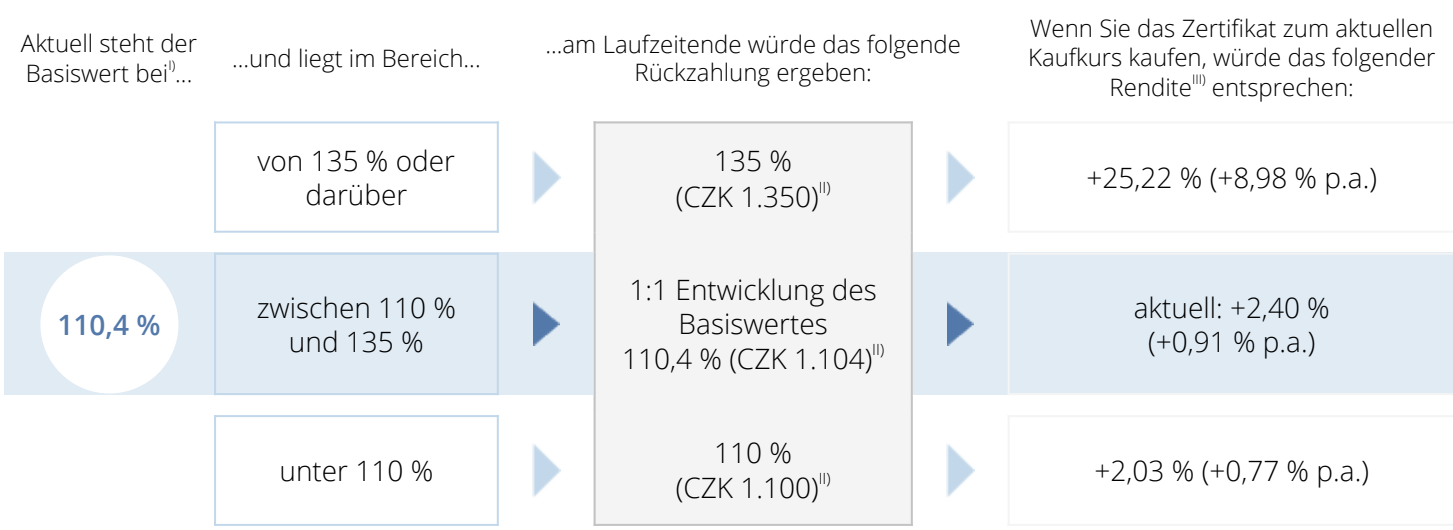 Aktuell steht der
Basiswert bei I)...
...und liegt im Bereich...
...am Laufzeitende würde das folgende
Rückzahlung ergeben:
Wenn Sie das Zertifikat zum aktuellen
Kaufkurs kaufen, würde das folgender
Rendite III) entsprechen:
von 135 % oder
darüber
135 %
(CZK 1.350) II)
+25,22 % (+8,98 % p.a.)
110,4 %
zwischen 110 %
und 135 %
1:1 Entwicklung des
Basiswertes
110,4 % (CZK 1.104) II)
aktuell: +2,40 %
(+0,91 % p.a.)
unter 110 %
110 %
(CZK 1.100) II)
+2,03 % (+0,77 % p.a.)